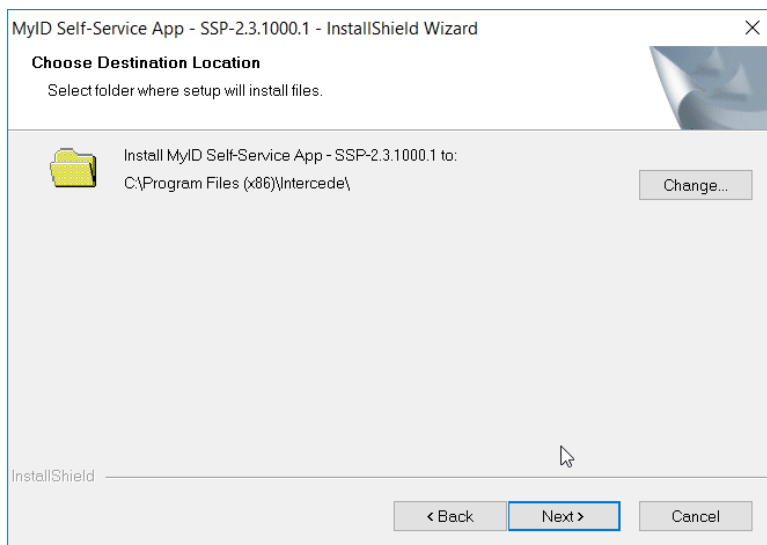 MyID Self-Service App - SSP-2.3.1000.1 - InstallShield Wizard
Choose Destination Location
Select folder where setup will install files.
Install MyID Self-Service App - SSP-2.3.1000.1 to:
C:\Program Files (x86)\Intercede\
Change...
InstallShield
< Back
Next >
Cancel